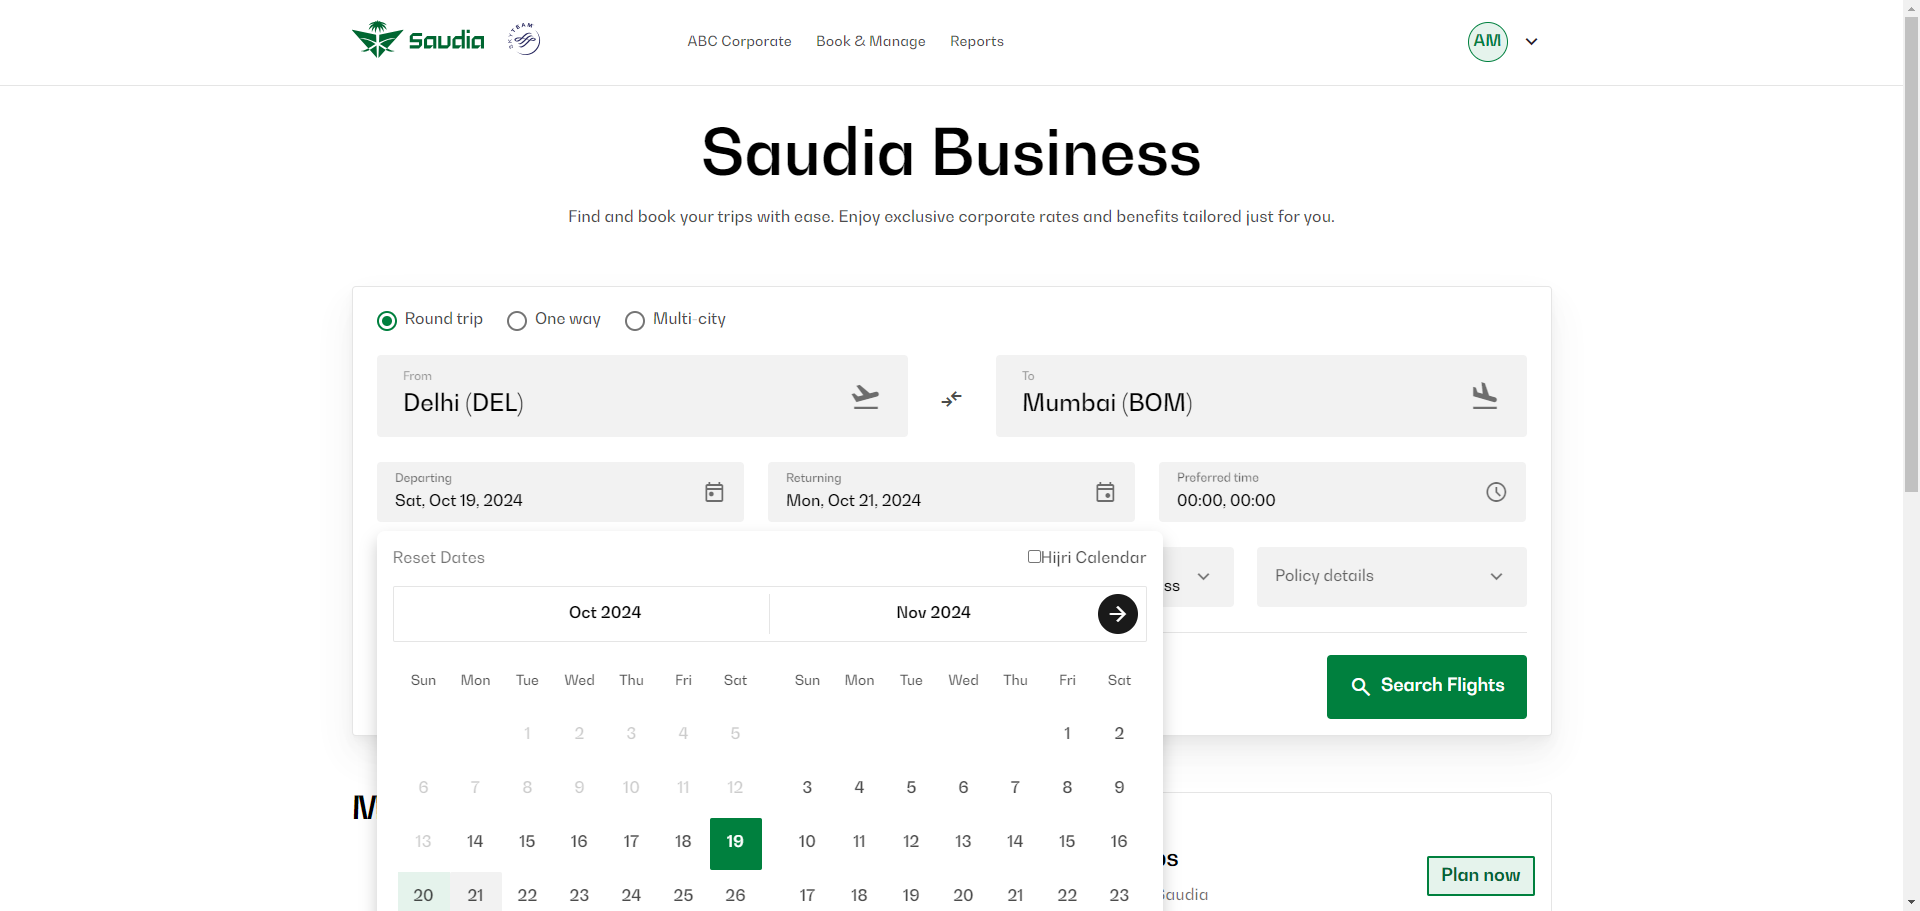 Saudia
SKYTEAM
ABC Corporate
Book & Manage
Reports
AM
Saudia Business
Find and book your trips with ease. Enjoy exclusive corporate rates and benefits tailored just for you.
Round trip
One way
Multi-city
From
Delhi (DEL)
To
Mumbai (BOM)
Departing
Sat, Oct 19, 2024
Returning
Mon, Oct 21, 2024
Preferred time
00:00, 00:00
Reset Dates
Hijri Calendar
ss
Policy details
Oct 2024
Nov 2024
Sun Mon Tue Wed Thu Fri Sat
1 2 3 4 5
6 7 8 9 10 11 12
13 14 15 16 17 18 19
20 21 22 23 24 25 26
Sun Mon Tue Wed Thu Fri Sat
1 2
3 4 5 6 7 8 9
10 11 12 13 14 15 16
17 18 19 20 21 22 23
Search Flights
Plan now